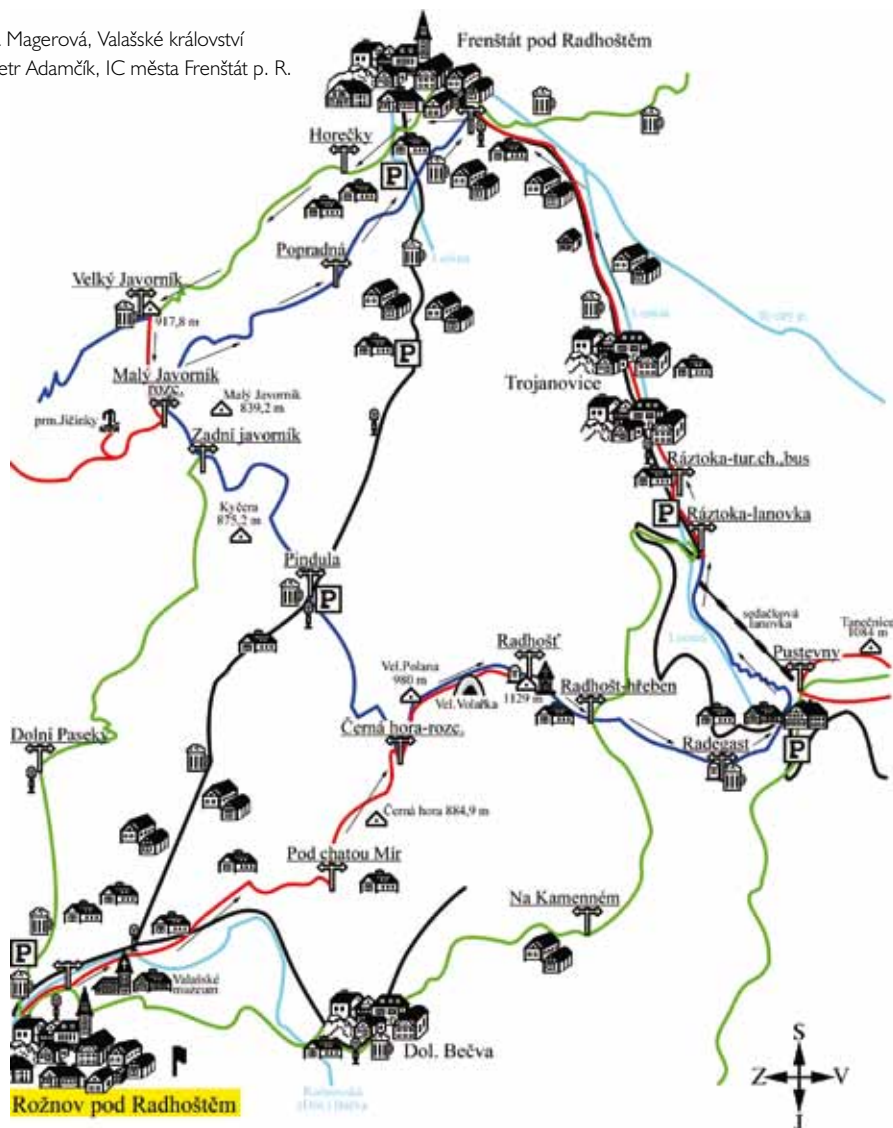 Magerová, Valašské království
etr Adamčík, IC města Frenštát p. R.
Frenštát pod Radhoštěm
Horečky
P
Popradná
Velký Javorník
917,8 m
P
Malý Javorník
rozc.
Malý Javorník
839,2 m
prm.Jičínky
Zadní javorník
Trojanovice
Ráztoka-tur.ch.,bus
P
Ráztoka-lanovka
Kyčera
875,2 m
Pindula
P
sedačková
lanovka
Tanečnice
1084 m
Pustevny
Radhošť
Vel.Polana
980 m
1129 m
Vel.Volařka
Radhošt-hřeben
Černá hora-rozc.
Radegast
P
Dolní Paseky
Černá hora 884,9 m
Pod chatou Mír
Na Kamenném
P
Valašské
muzeum
Dol. Bečva
Rožnov pod Radhoštěm
S
Z
V
J